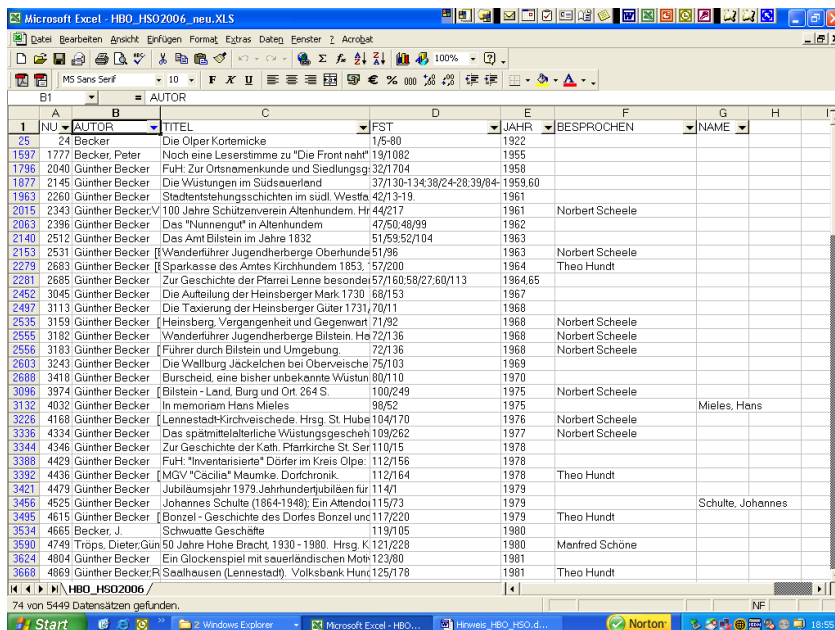 Microsoft Excel - HBO_HSO2006_neu.XLS
Datei Bearbeiten Ansicht Einfügen Format Extras Daten Fenster ? Acrobat
100%
MS Sans Serif 10 F K U € % 000
B1 = AUTOR
A B C D E F G H
1 NU AUTOR TITEL FST JAHR BESPROCHEN NAME
25 24 Becker Die Olper Kortemicke 1/5-80 1922
1597 1777 Becker, Peter Noch eine Leserstimme zu "Die Front naht" 19/1082 1955
1796 2040 Günther Becker FuH: Zur Ortsnamenkunde und Siedlungsg 32/1704 1958
1877 2145 Günther Becker Die Wüstungen im Südsauerland 37/130-134;38/24-28;39/84- 1959,60
1963 2260 Günther Becker Stadtentstehungsschichten im südl. Westfa 42/13-19. 1961
2015 2343 Günther Becker;V 100 Jahre Schützenverein Altenhundem. Hr 44/217 1961 Norbert Scheele
2063 2396 Günther Becker Das "Nunnengut" in Altenhundem 47/50;48/99 1962
2140 2512 Günther Becker Das Amt Bilstein im Jahre 1832 51/59;52/104 1963
2153 2531 Günther Becker [E Wanderführer Jugendherberge Oberhunde 51/96 1963 Norbert Scheele
2279 2683 Günther Becker [E Sparkasse des Amtes Kirchhundem 1853, 57/200 1964 Theo Hundt
2281 2685 Günther Becker Zur Geschichte der Pfarrei Lenne besonde 57/160;58/27;60/113 1964,65
2452 3045 Günther Becker Die Aufteilung der Heinsberger Mark 1730 68/153 1967
2497 3113 Günther Becker Die Taxierung der Heinsberger Güter 1731, 70/11 1968
2535 3159 Günther Becker [ Heinsberg, Vergangenheit und Gegenwart 71/92 1968 Norbert Scheele
2555 3182 Günther Becker Wanderführer Jugendherberge Bilstein. Ha 72/136 1968 Norbert Scheele
2556 3183 Günther Becker [ Führer durch Bilstein und Umgebung. 72/136 1968 Norbert Scheele
2603 3243 Günther Becker Die Wallburg Jäckelchen bei Oberveische 75/103 1969
2688 3418 Günther Becker Burscheid, eine bisher unbekannte Wüstun 80/110 1970
3096 3974 Günther Becker [ Bilstein - Land, Burg und Ort. 264 S. 100/249 1975 Norbert Scheele
3132 4032 Günther Becker In memoriam Hans Mieles 98/52 1975 Mieles, Hans
3226 4168 Günther Becker [ Lennestadt-Kirchveischede. Hrsg. St. Hube 104/170 1976 Norbert Scheele
3336 4334 Günther Becker Das spätmittelalterliche Wüstungsgescheh 109/262 1977 Norbert Scheele
3344 4346 Günther Becker Zur Geschichte der Kath. Pfarrkirche St. Ser 110/15 1978
3388 4429 Günther Becker FuH: "Inventarisierte" Dörfer im Kreis Olpe: 112/156 1978
3392 4436 Günther Becker [ MGV "Cäcilia" Maumke. Dorfchronik. 112/164 1978 Theo Hundt
3421 4479 Günther Becker Jubiläumsjahr 1979.Jahrhundertjubiläen für 114/1 1979
3456 4525 Günther Becker Johannes Schulte (1864-1948); Ein Attendor 115/73 1979 Schulte, Johannes
3495 4615 Günther Becker [ Bonzel - Geschichte des Dorfes Bonzel und 117/220 1979 Theo Hundt
3534 4665 Becker, J. Schwuatte Geschäfte 119/105 1980
3590 4749 Tröps, Dieter;Gün 50 Jahre Hohe Bracht, 1930 - 1980. Hrsg. K 121/228 1980 Manfred Schöne
3624 4804 Günther Becker Ein Glockenspiel mit sauerländischen Moti 123/80 1981
3668 4869 Günther Becker;R Saalhausen (Lennestadt). Volksbank Hund 125/178 1981 Theo Hundt
HBO_HSO2006
74 von 5449 Datensätzen gefunden. NF
Start 2 Windows Explorer Microsoft Excel - HBO... Hinweis_HBO_HSO.d... Norton 18:55